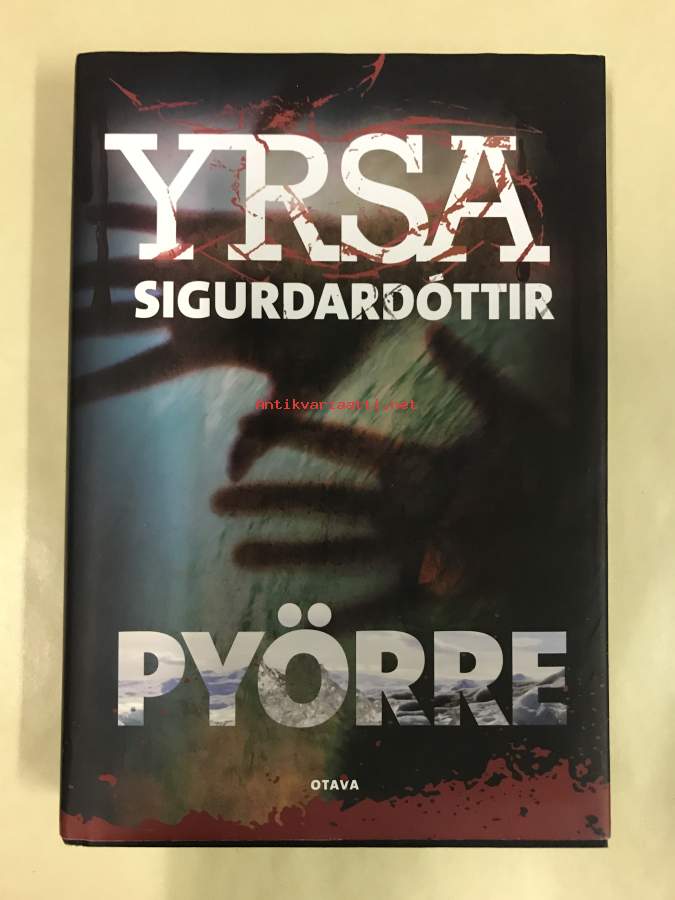 YRSA
SIGURDARDÓTTIR
Antikvariaatti.net
PYÖRRE
OTAVA